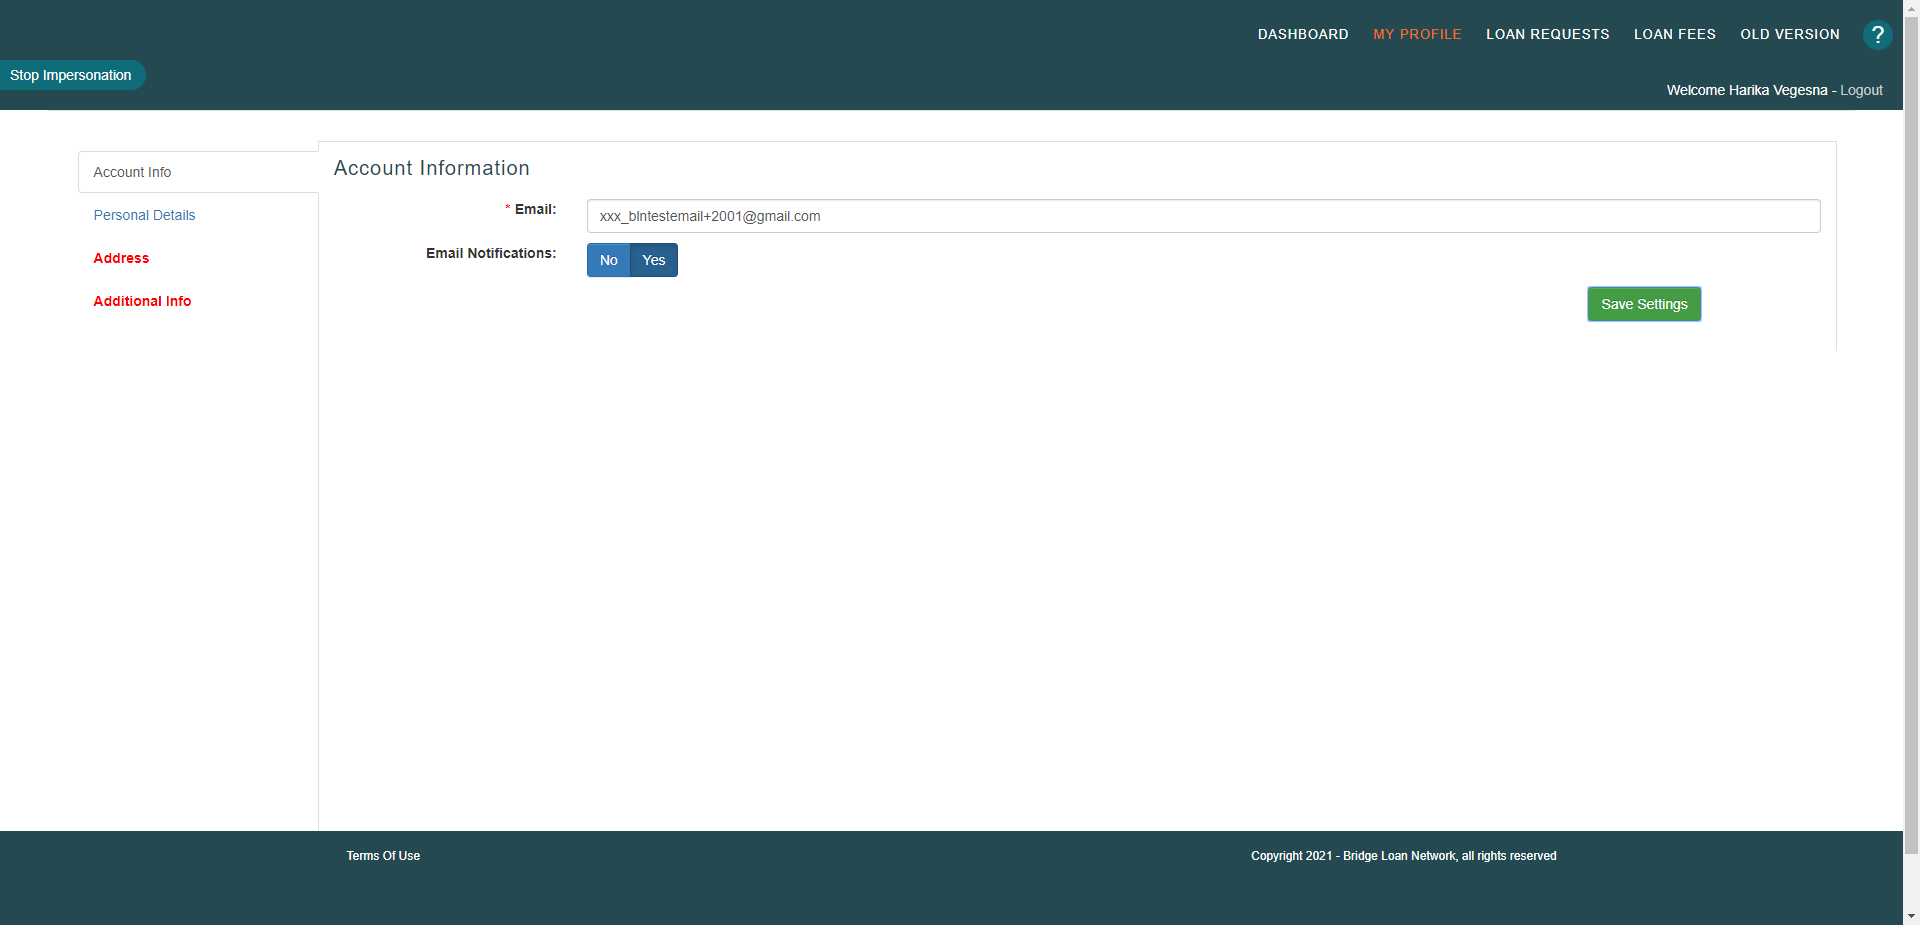 DASHBOARD MY PROFILE LOAN REQUESTS LOAN FEES OLD VERSION ?
Stop Impersonation
Welcome Harika Vegesna - Logout
Account Info
Personal Details
Address
Additional Info
Account Information
* Email: xxx_blntestemail+2001@gmail.com
Email Notifications: No Yes
Save Settings
Terms Of Use
Copyright 2021 - Bridge Loan Network, all rights reserved